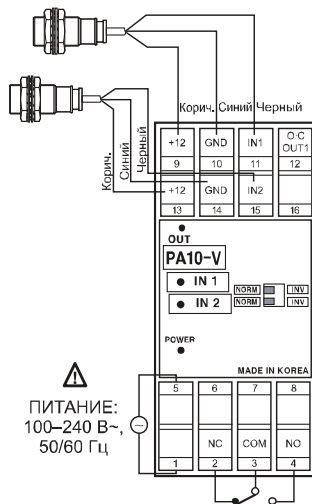 Корич. Синий Черный
Корич.
Синий
Черный
+12 GND IN1 O·C OUT1
9 10 11 12
+12 GND IN2
13 14 15 16
OUT
PA10-V
IN 1
NORM INV
IN 2
NORM INV
POWER
MADE IN KOREA
ПИТАНИЕ:
100–240 В~,
50/60 Гц
5 6 7 8
NC COM NO
1 2 3 4